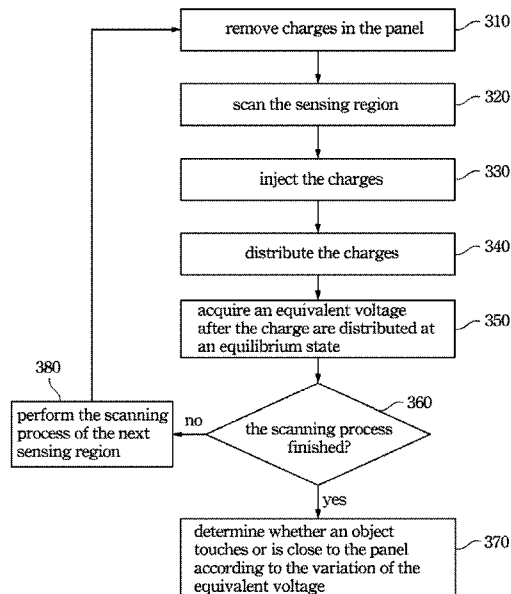 remove charges in the panel
310
scan the sensing region
320
inject the charges
330
distribute the charges
340
acquire an equivalent voltage
after the charge are distributed at
an equilibrium state
350
360
the scanning process
finished?
no
380
perform the scanning
process of the next
sensing region
yes
determine whether an object
touches or is close to the panel
according to the variation of the
equivalent voltage
370